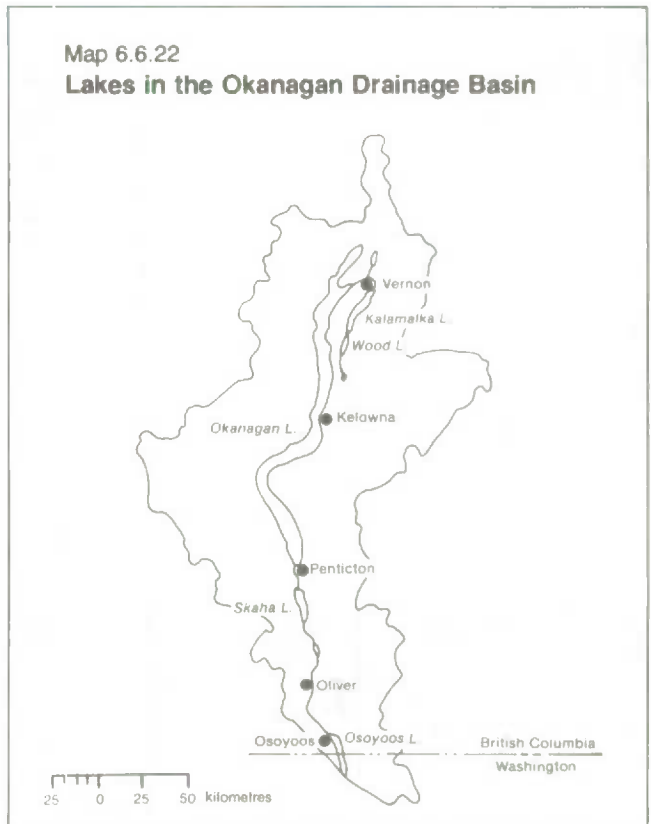 Map 6.6.22
Lakes in the Okanagan Drainage Basin
Vernon
Kalamalka L.
Wood L.
Kelowna
Okanagan L.
Penticton
Skaha L.
Oliver
Osoyoos
Osoyoos L.
British Columbia
Washington
25 0 25 50 kilometres